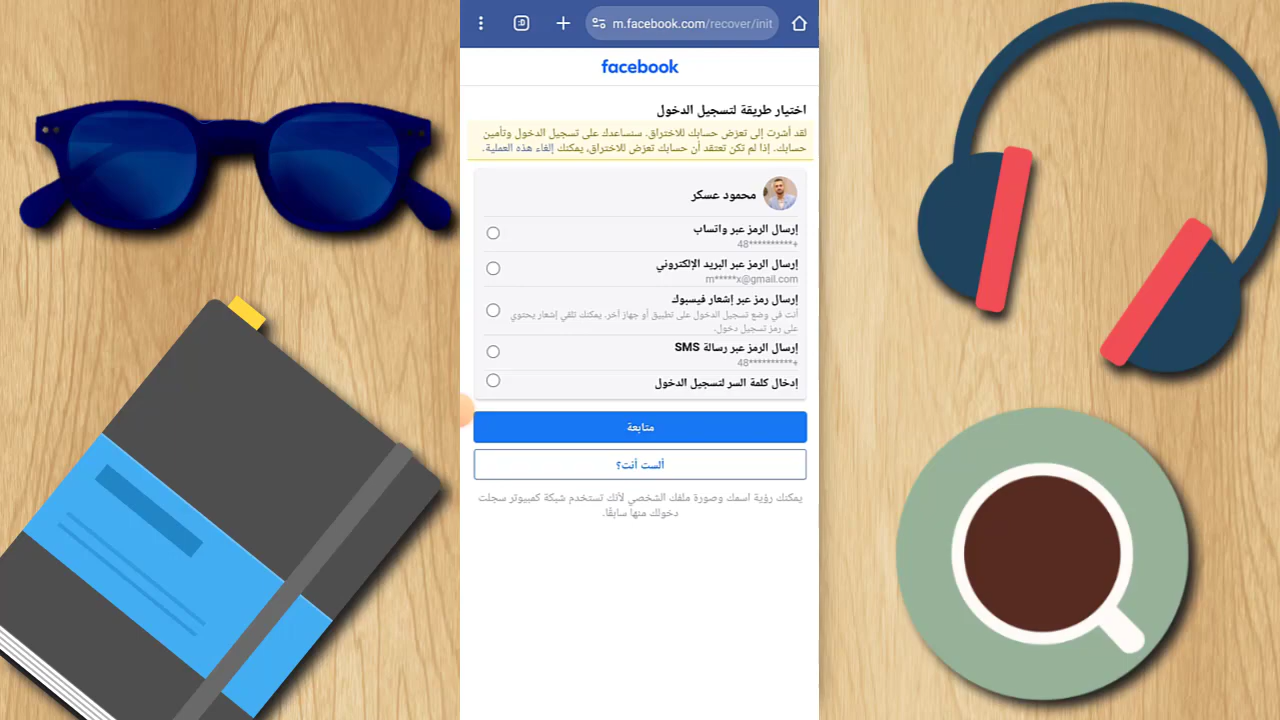 m.facebook.com/recover/init
facebook
اختيار طريقة لتسجيل الدخول
لقد أشرت إلى تعرّض حسابك للاختراق. سنساعدك على تسجيل الدخول وتأمين
حسابك. إذا لم تكن تعتقد أن حسابك تعرّض للاختراق، يمكنك إلغاء هذه العملية.
محمود عسكر
إرسال الرمز عبر واتساب
48**********+
إرسال الرمز عبر البريد الإلكتروني
m*****x@gmail.com
إرسال رمز عبر إشعار فيسبوك
أنت في وضع تسجيل الدخول على تطبيق أو جهاز آخر. يمكنك تلقي إشعار يحتوي
على رمز تسجيل دخول.
إرسال الرمز عبر رسالة SMS
48**********+
إدخال كلمة السر لتسجيل الدخول
متابعة
ألست أنت؟
يمكنك رؤية اسمك وصورة ملفك الشخصي لأنك تستخدم شبكة كمبيوتر سجلت
دخولك منها سابقًا.